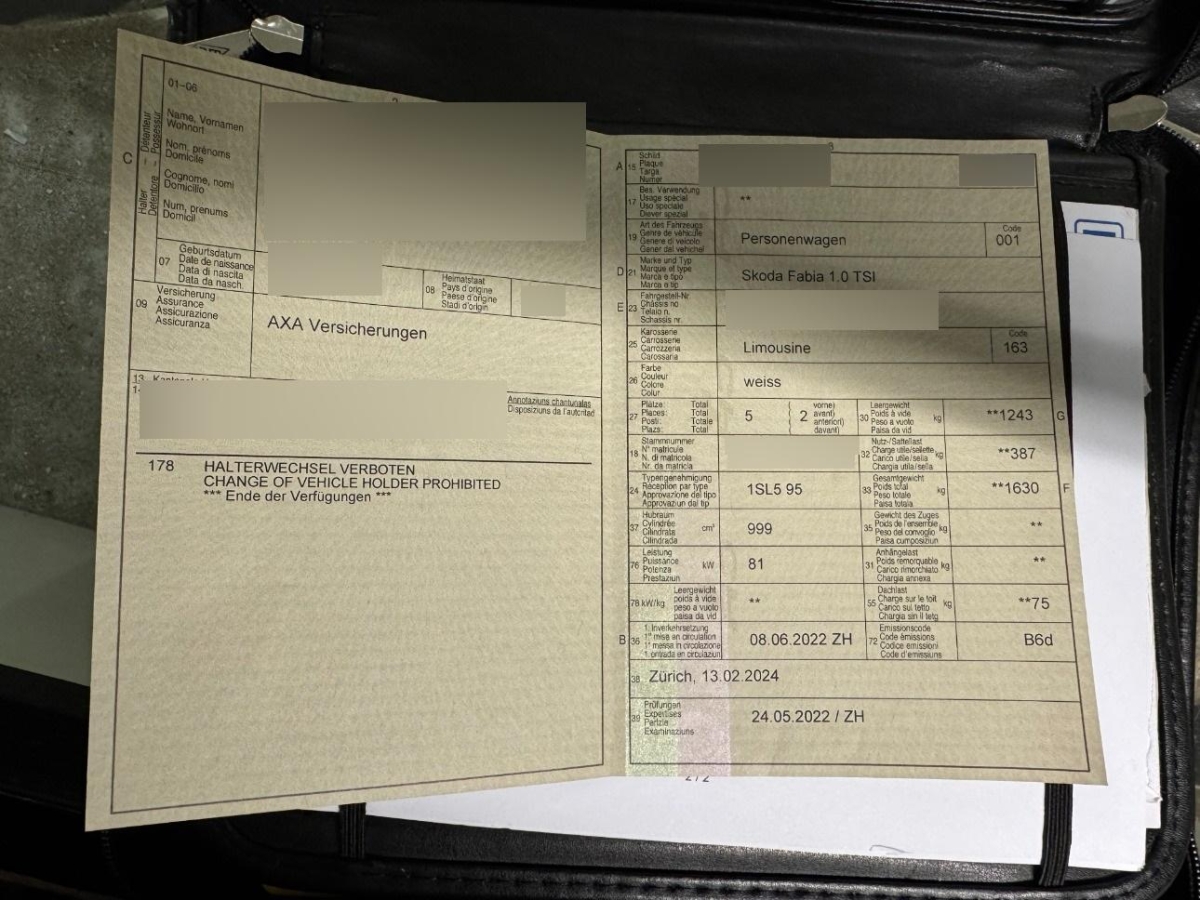 01–06
Halter – Détenteur
Detentore – Possessur
C
Name, Vornamen
Wohnort
Nom, prénoms
Domicile
Cognome, nomi
Domicilio
Num, prenums
Domicil
07
Geburtsdatum
Date de naissance
Data di nascita
Data da nasch.
08
Heimatstaat
Pays d'origine
Paese d'origine
Stadi d'origin
09
Versicherung
Assurance
Assicurazione
Assicuranza
AXA Versicherungen
13
Annotaziuns chantunalas
Disposiziuns da l'autoritad
178 HALTERWECHSEL VERBOTEN
CHANGE OF VEHICLE HOLDER PROHIBITED
*** Ende der Verfügungen ***
A 15
Schild
Plaque
Targa
Numer
17
Bes. Verwendung
Usage spécial
Uso speciale
Diever spezial
**
19
Art des Fahrzeugs
Genre de véhicule
Genere di veicolo
Gener dal vehichel
Personenwagen
Code
001
D 21
Marke und Typ
Marque et type
Marca e tipo
Marca e tip
Skoda Fabia 1.0 TSI
E 23
Fahrgestell-Nr
Châssis no
Telaio n.
Schassis nr.
25
Karosserie
Carrosserie
Carrozzeria
Carossaria
Limousine
Code
163
26
Farbe
Couleur
Colore
Colur
weiss
27
Plätze: Total
Places: Total
Posti: Totale
Plazs: Total
5 2
vorne)
avant)
anteriori)
davant)
30
Leergewicht
Poids à vide
Peso a vuoto
Paisa da vid
kg
**1243
G
18
Stammnummer
N° matricule
N. di matricola
Nr. da matricla
32
Nutz-/Sattellast
Charge utile/sellette
Carico utile/sella
Chargia utila/sella
kg
**387
24
Typengenehmigung
Réception par type
Approvazione del tipo
Approvaziun dal tip
1SL5 95
33
Gesamtgewicht
Poids total
Peso totale
Paisa totala
kg
**1630
F
37
Hubraum
Cylindrée
Cilindrata
Cilindrada
cm³
999
35
Gewicht des Zuges
Poids de l'ensemble
Peso del convoglio
Paisa cumposiziun
kg
**
76
Leistung
Puissance
Potenza
Prestaziun
kW
81
31
Anhängelast
Poids remorquable
Carico rimorchiato
Chargia annexa
kg
**
78 kW/kg
Leergewicht
poids à vide
peso a vuoto
paisa da vid
**
55
Dachlast
Charge sur le toit
Carico sul tetto
Chargia sin il tetg
kg
**75
B 36
1. Inverkehrsetzung
1re mise en circulation
1a messa in circolazione
1. entrada en circulaziun
08.06.2022 ZH
72
Emissionscode
Code émissions
Codice emissioni
Code d'emissiuns
B6d
38
Zürich, 13.02.2024
39
Prüfungen
Expertises
Perizie
Examinaziuns
24.05.2022 / ZH